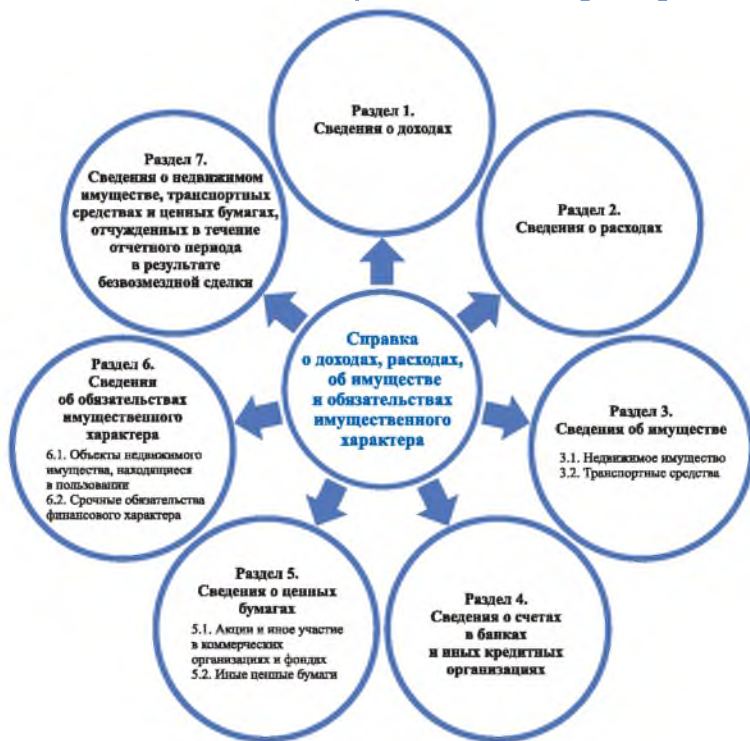 Раздел 1.
Сведения о доходах
Раздел 2.
Сведения о расходах
Раздел 3.
Сведения об имуществе
3.1. Недвижимое имущество
3.2. Транспортные средства
Раздел 4.
Сведения о счетах
в банках
и иных кредитных
организациях
Раздел 5.
Сведения о ценных
бумагах
5.1. Акции и иное участие
в коммерческих
организациях и фондах
5.2. Иные ценные бумаги
Раздел 6.
Сведения
об обязательствах
имущественного
характера
6.1. Объекты недвижимого
имущества, находящиеся
в пользовании
6.2. Срочные обязательства
финансового характера
Раздел 7.
Сведения о недвижимом
имуществе, транспортных
средствах и ценных бумагах,
отчужденных в течение
отчетного периода
в результате
безвозмездной сделки
Справка
о доходах, расходах,
об имуществе
и обязательствах
имущественного
характера